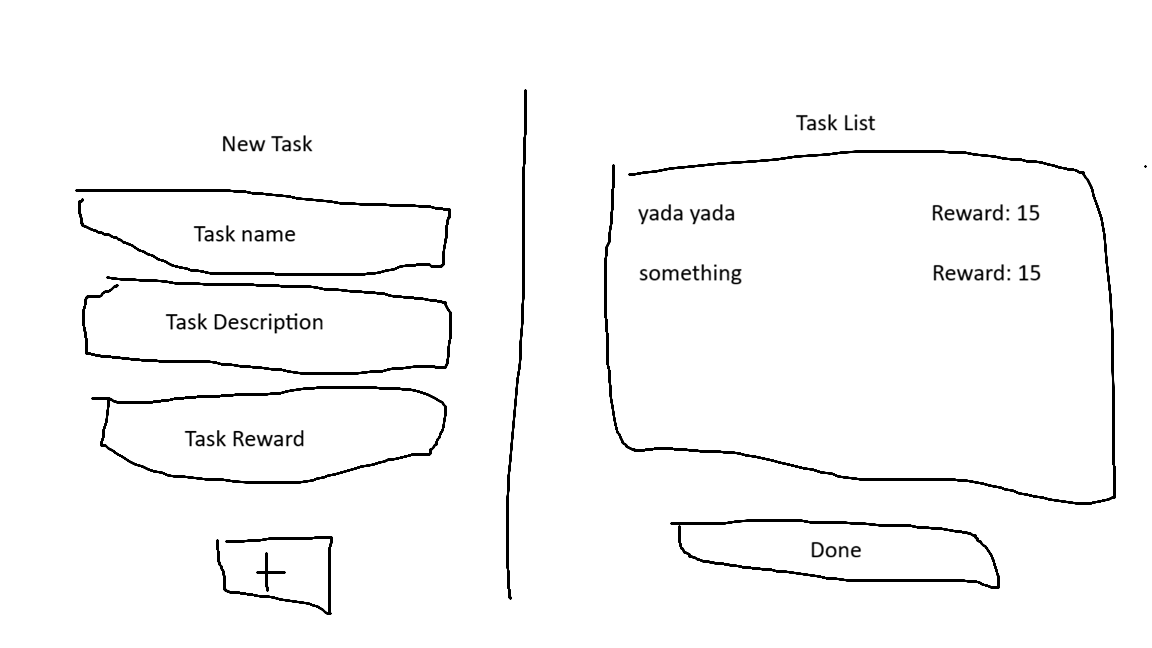 New Task
Task name
Task Description
Task Reward
+
Task List
yada yada Reward: 15
something Reward: 15
Done